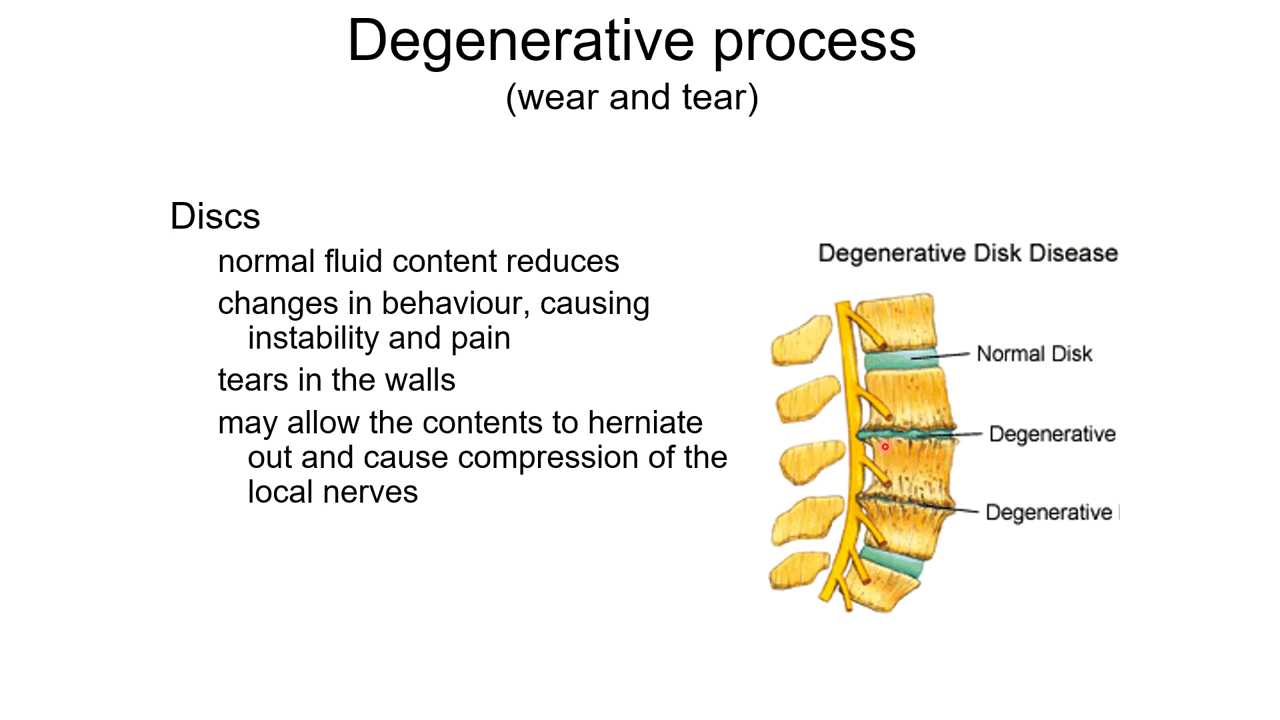 Degenerative process
(wear and tear)
Discs
normal fluid content reduces
changes in behaviour, causing
instability and pain
tears in the walls
may allow the contents to herniate
out and cause compression of the
local nerves
Degenerative Disk Disease
Normal Disk
Degenerative
Degenerative